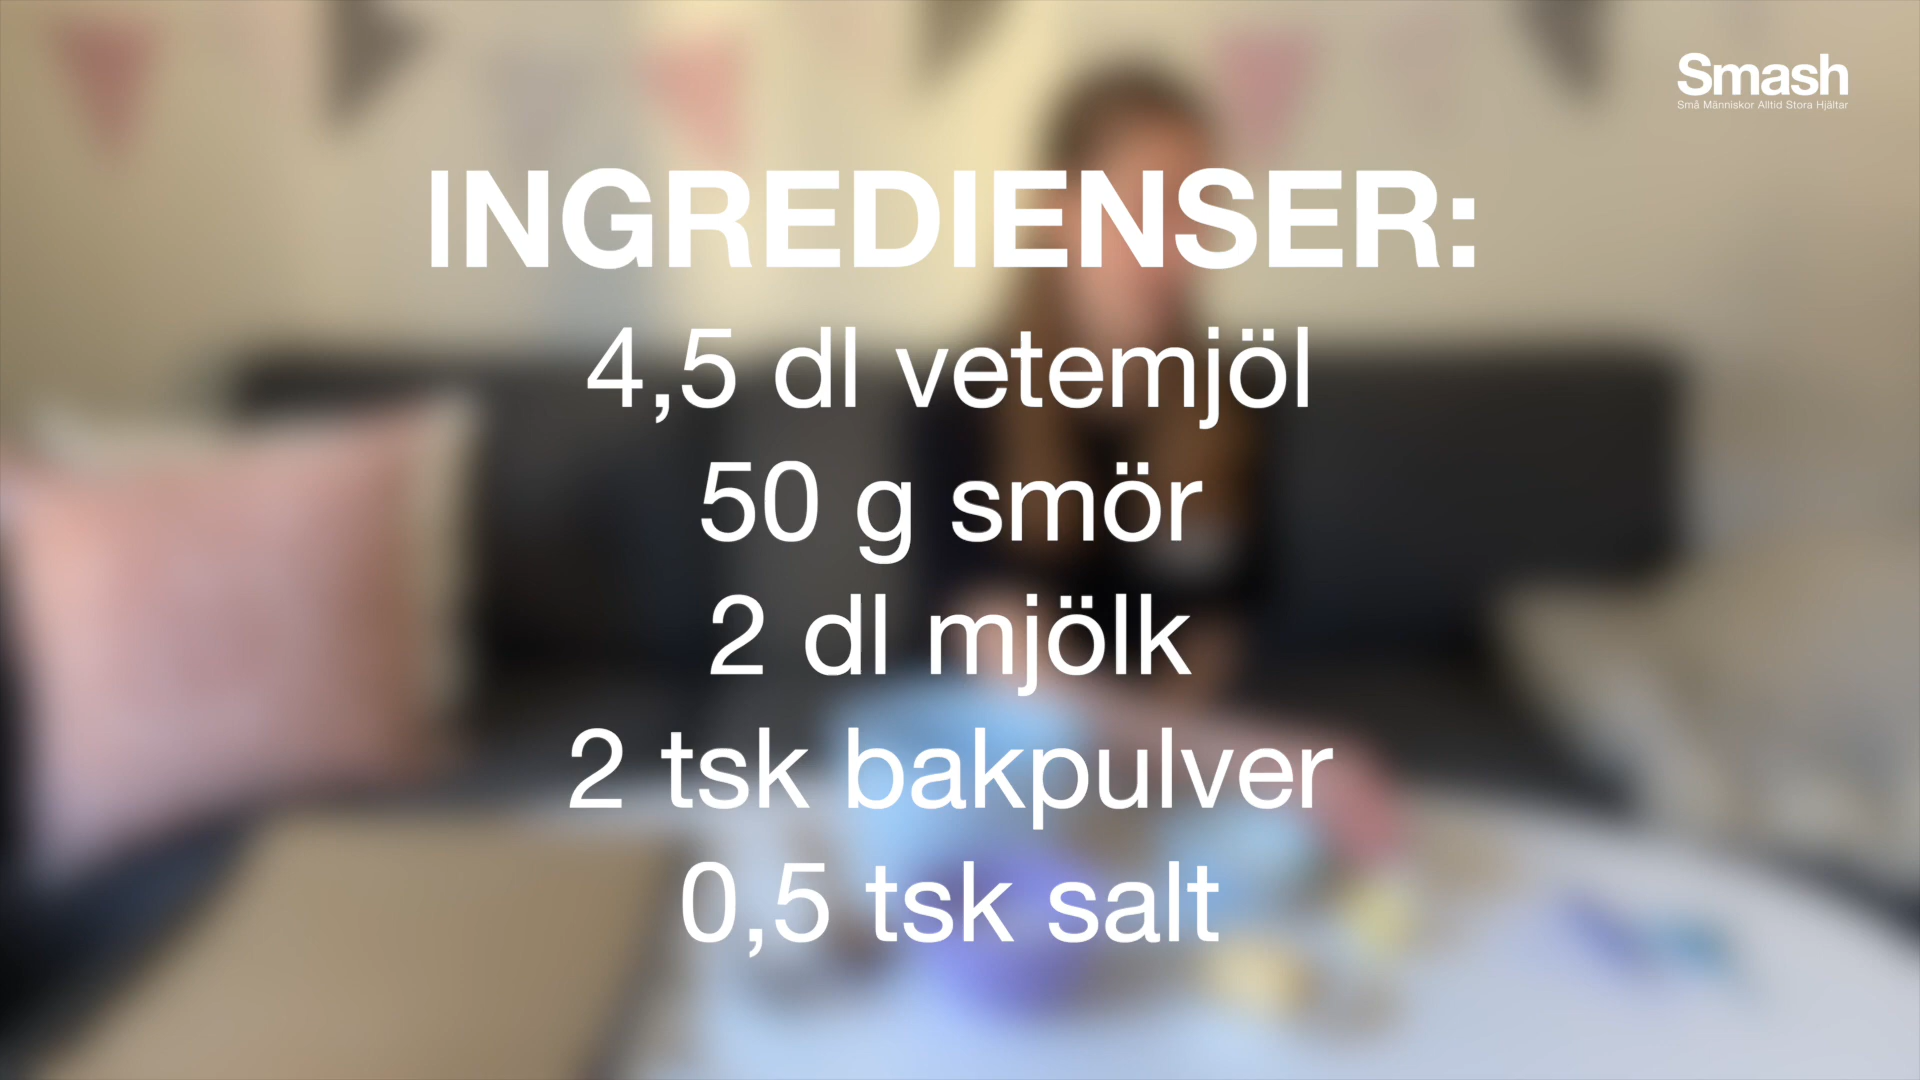 Smash
Små Människor Alltid Stora Hjältar
INGREDIENSER:
4,5 dl vetemjöl
50 g smör
2 dl mjölk
2 tsk bakpulver
0,5 tsk salt